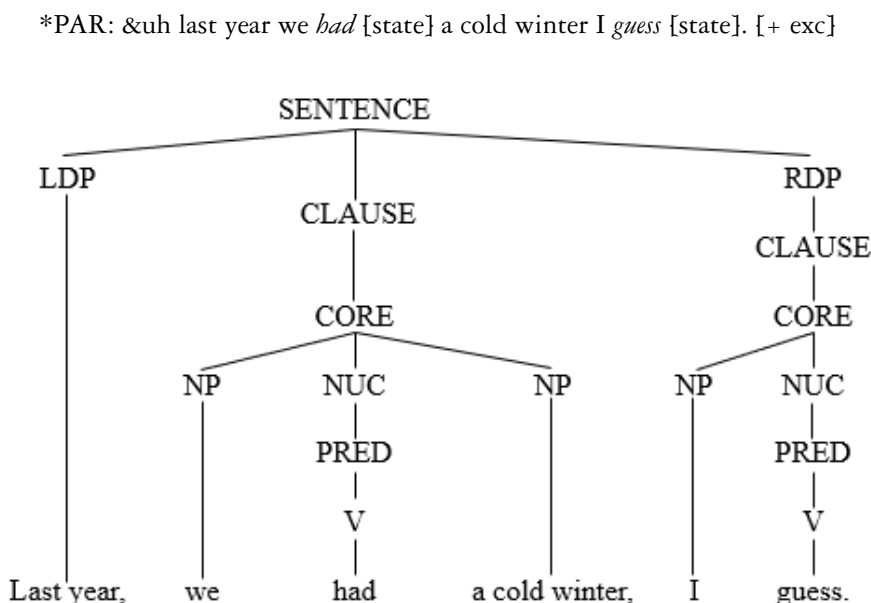 *PAR: &uh last year we had {state} a cold winter I guess {state}. {+ exc}
SENTENCE
LDP RDP
CLAUSE
CLAUSE
CORE CORE
NP NUC NP NP NUC
PRED PRED
V V
Last year, we had a cold winter, I guess.